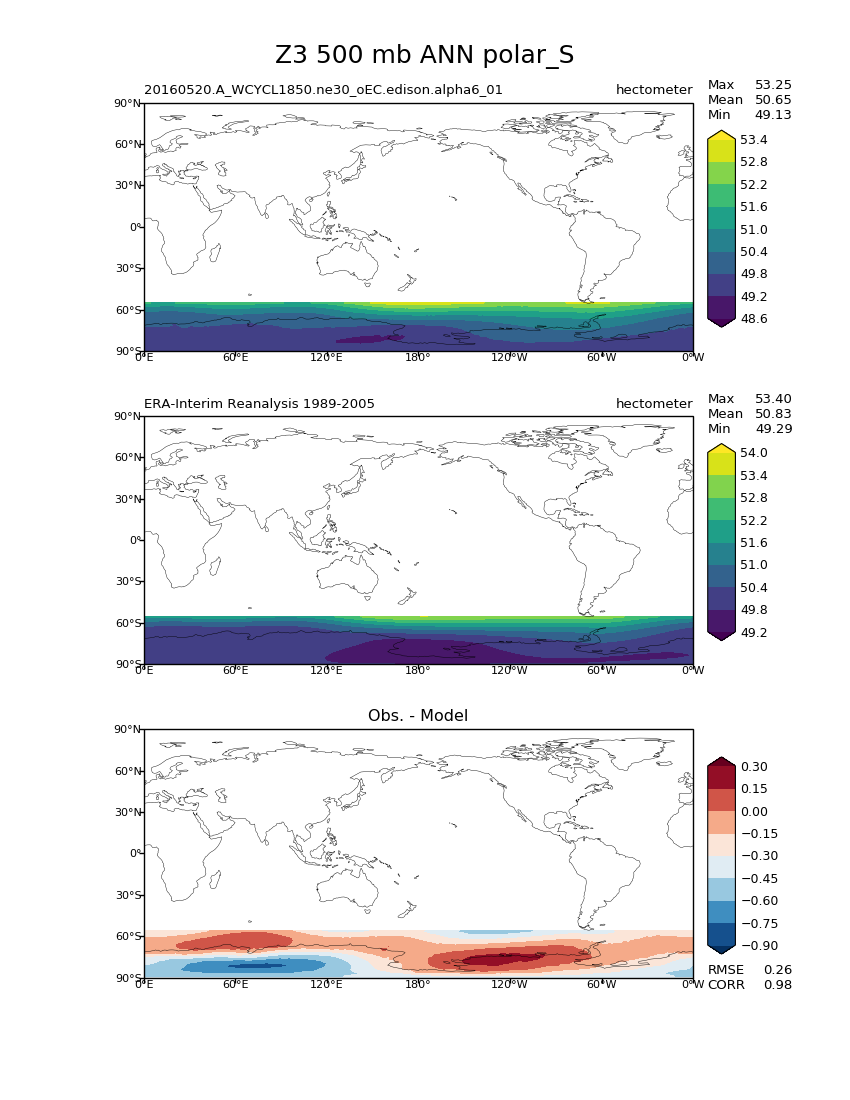 Z3 500 mb ANN polar_S
20160520.A_WCYCL1850.ne30_oEC.edison.alpha6_01 hectometer
Max 53.25
Mean 50.65
Min 49.13
90°N
60°N
30°N
0°
30°S
60°S
90°S
0°E 60°E 120°E 180° 120°W 60°W 0°W
53.4
52.8
52.2
51.6
51.0
50.4
49.8
49.2
48.6
ERA-Interim Reanalysis 1989-2005 hectometer
Max 53.40
Mean 50.83
Min 49.29
90°N
60°N
30°N
0°
30°S
60°S
90°S
0°E 60°E 120°E 180° 120°W 60°W 0°W
54.0
53.4
52.8
52.2
51.6
51.0
50.4
49.8
49.2
Obs. - Model
90°N
60°N
30°N
0°
30°S
60°S
90°S
0°E 60°E 120°E 180° 120°W 60°W 0°W
0.30
0.15
0.00
−0.15
−0.30
−0.45
−0.60
−0.75
−0.90
RMSE 0.26
CORR 0.98